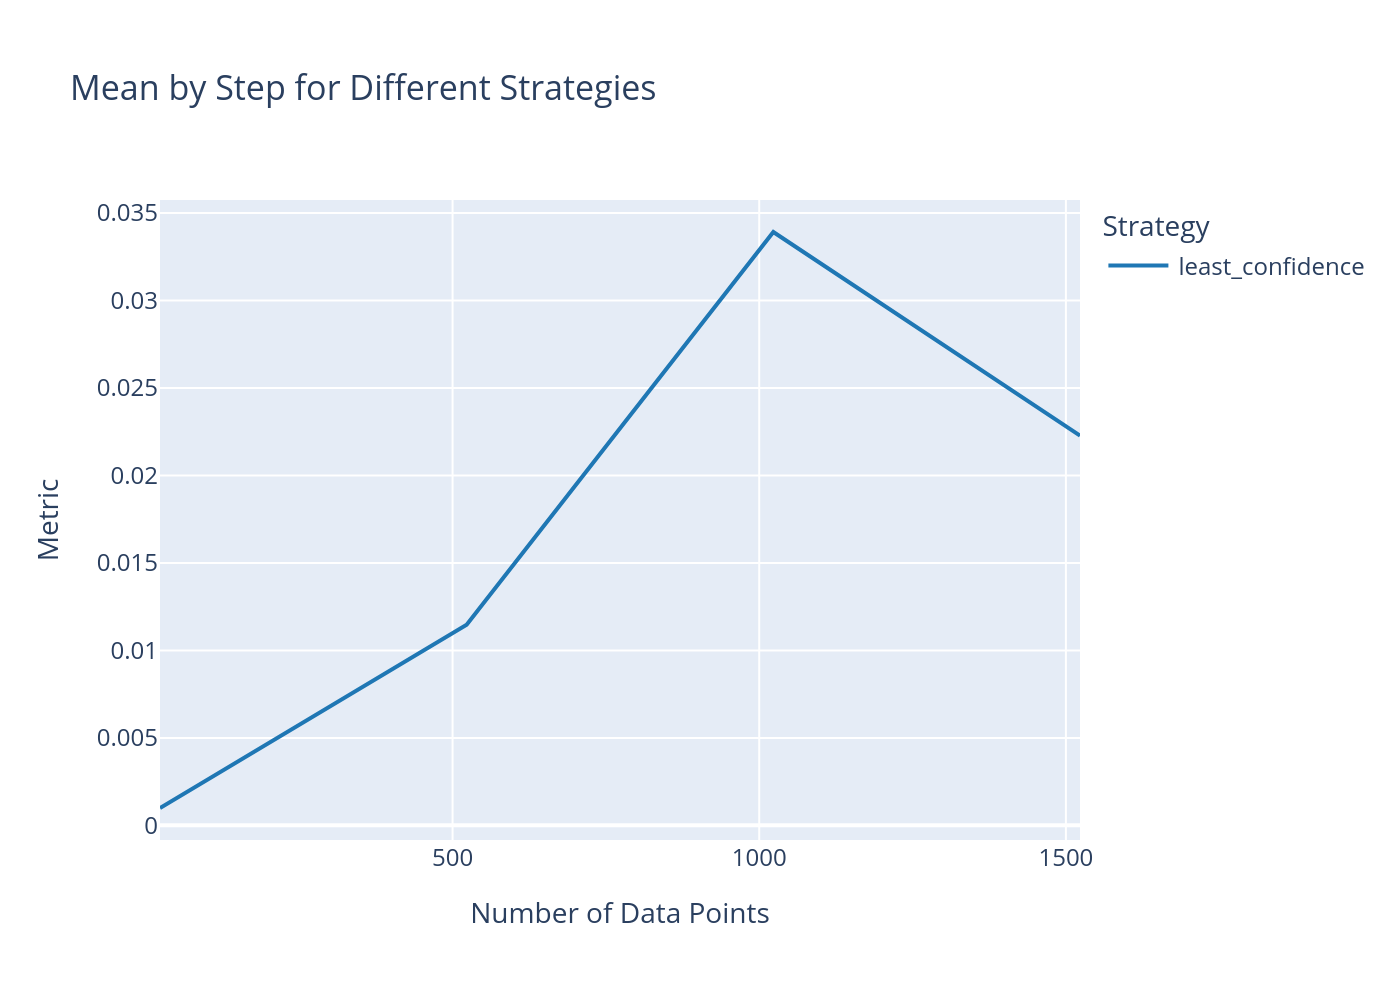 Mean by Step for Different Strategies
0.035
0.03
0.025
0.02
0.015
0.01
0.005
0
Metric
500
1000
1500
Number of Data Points
Strategy
least_confidence